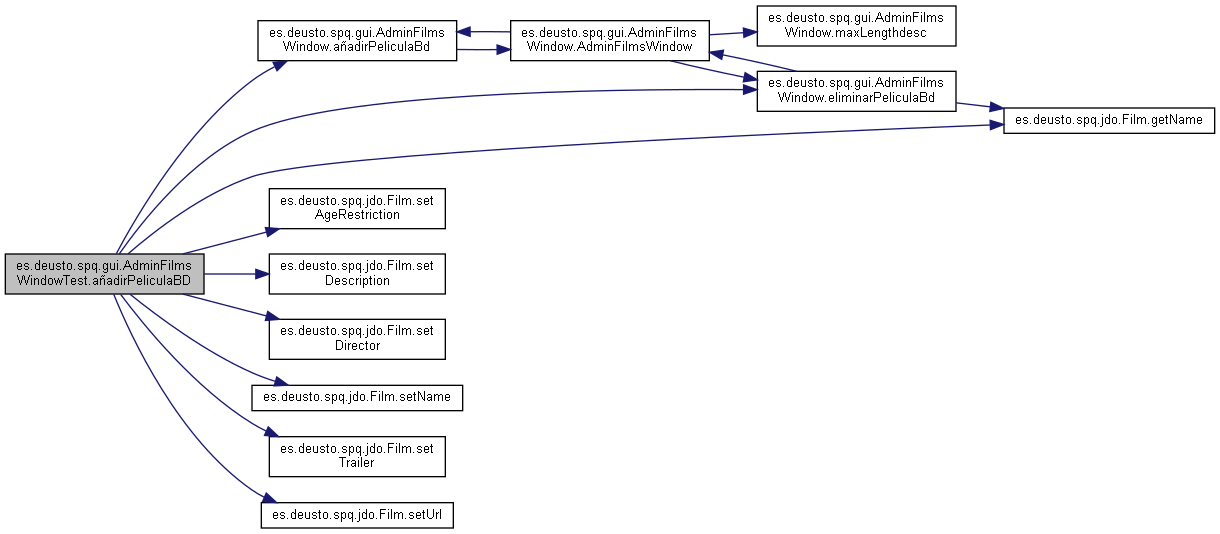 es.deusto.spq.gui.AdminFilms
Window.añadirPeliculaBd
es.deusto.spq.gui.AdminFilms
Window.AdminFilmsWindow
es.deusto.spq.gui.AdminFilms
Window.maxLengthdesc
es.deusto.spq.gui.AdminFilms
Window.eliminarPeliculaBd
es.deusto.spq.jdo.Film.getName
es.deusto.spq.jdo.Film.set
AgeRestriction
es.deusto.spq.gui.AdminFilms
WindowTest.añadirPeliculaBD
es.deusto.spq.jdo.Film.set
Description
es.deusto.spq.jdo.Film.set
Director
es.deusto.spq.jdo.Film.setName
es.deusto.spq.jdo.Film.set
Trailer
es.deusto.spq.jdo.Film.setUrl